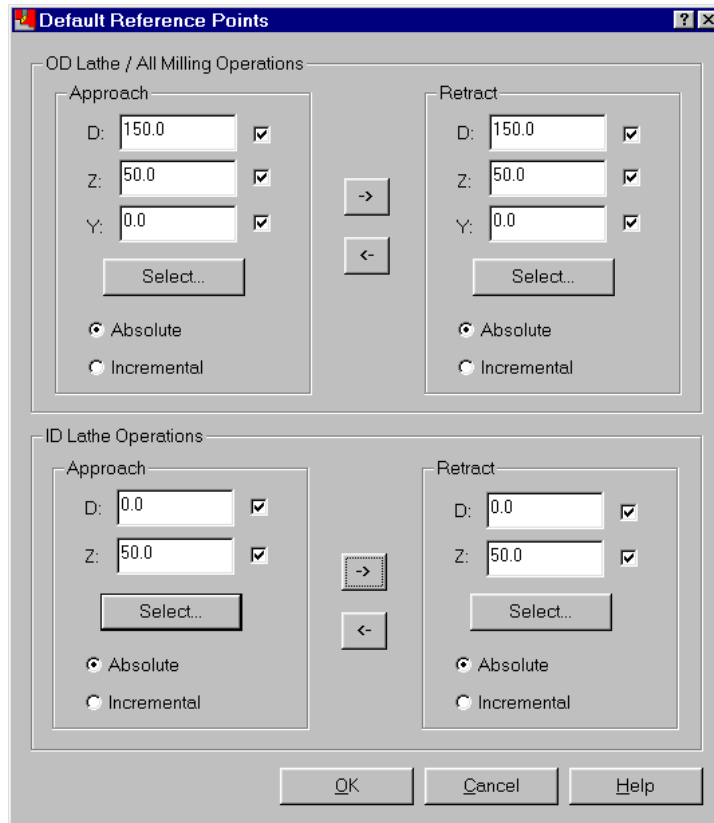 Default Reference Points
OD Lathe / All Milling Operations
Approach
D: 150.0
Z: 50.0
Y: 0.0
Select...
Absolute
Incremental
->
<-
Retract
D: 150.0
Z: 50.0
Y: 0.0
Select...
Absolute
Incremental
ID Lathe Operations
Approach
D: 0.0
Z: 50.0
Select...
Absolute
Incremental
->
<-
Retract
D: 0.0
Z: 50.0
Select...
Absolute
Incremental
OK Cancel Help